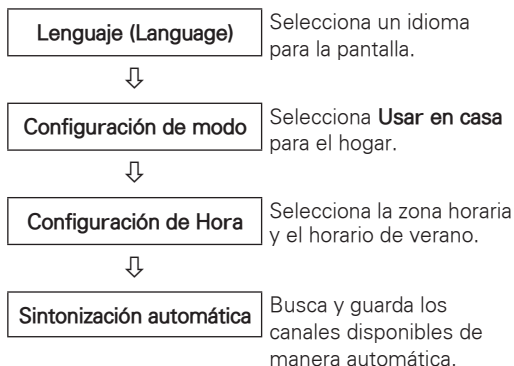 Lenguaje (Language)
Selecciona un idioma
para la pantalla.
Configuración de modo
Selecciona Usar en casa
para el hogar.
Configuración de Hora
Selecciona la zona horaria
y el horario de verano.
Sintonización automática
Busca y guarda los
canales disponibles de
manera automática.